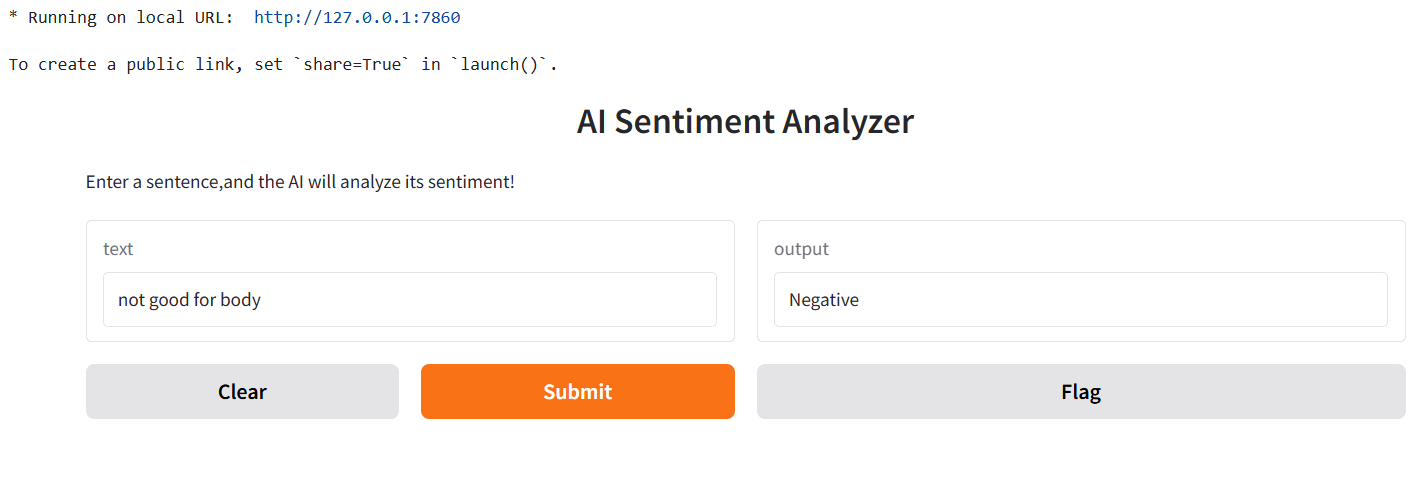 * Running on local URL:  http://127.0.0.1:7860
To create a public link, set `share=True` in `launch()`.
AI Sentiment Analyzer
Enter a sentence,and the AI will analyze its sentiment!
text
not good for body
output
Negative
Clear
Submit
Flag